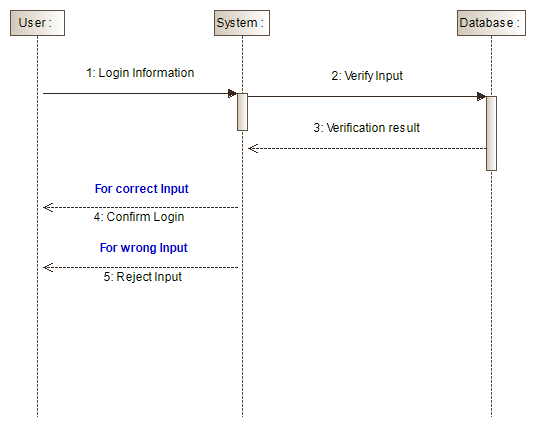 User :
System :
Database :
1: Login Information
2: Verify Input
3: Verification result
For correct Input
4: Confirm Login
For wrong Input
5: Reject Input